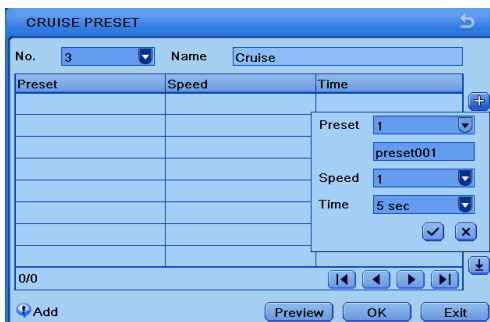 CRUISE PRESET
No. 3 Name Cruise
Preset Speed Time
Preset 1
preset001
Speed 1
Time 5 sec
0/0
Add Preview OK Exit